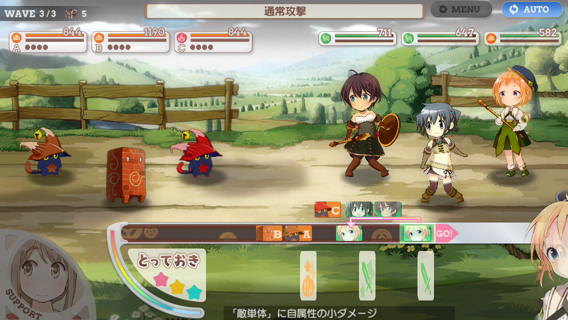 WAVE 3/3 5
通常攻撃
MENU
AUTO
844 1190 844 711 647 582
A B C
C
B A GO!
とっておき
SUPPORT
「敵単体」に自属性の小ダメージ